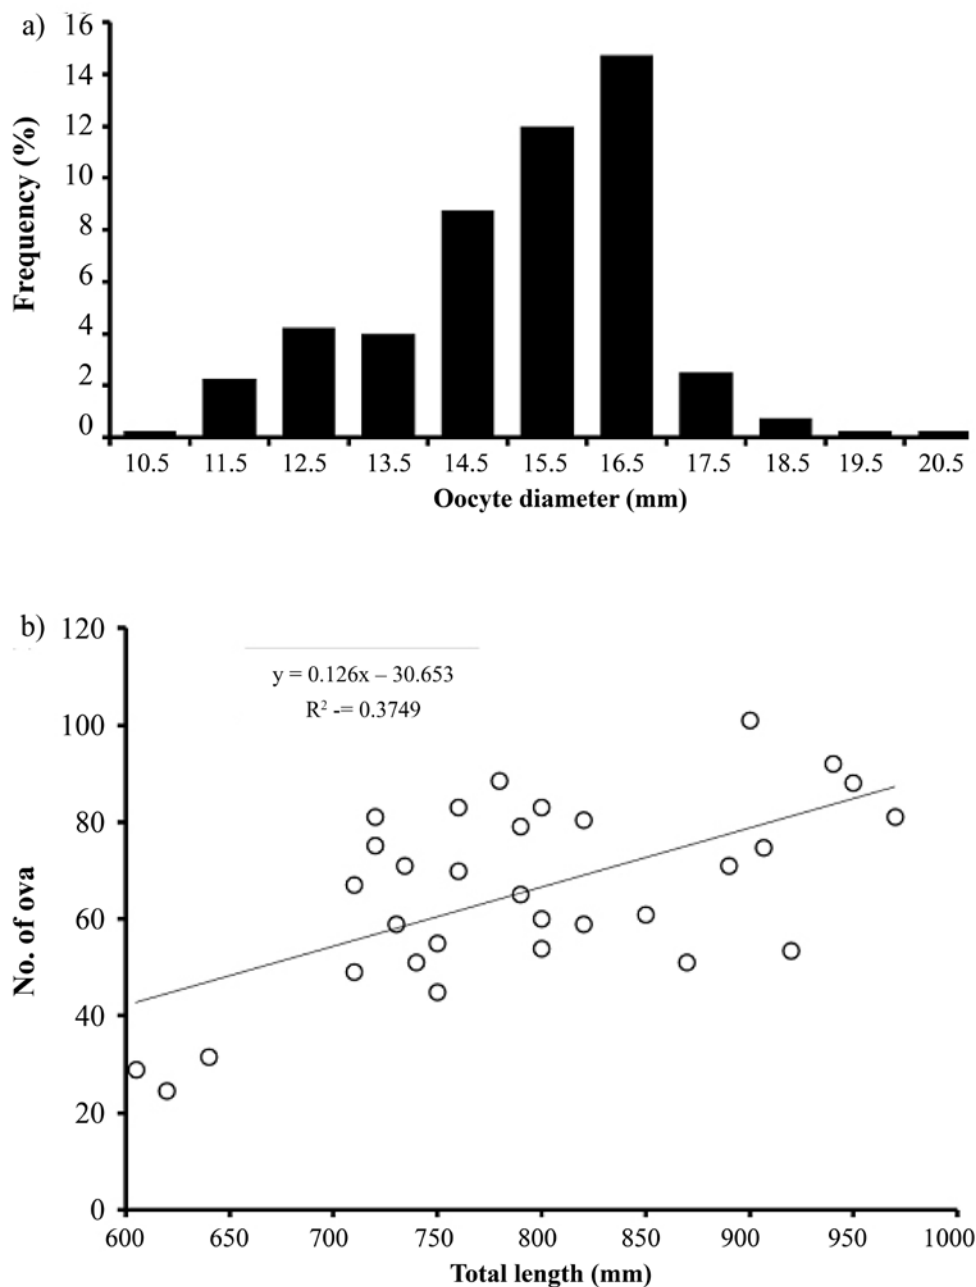 a)
16
14
12
10
8
6
4
2
0
Frequency (%)
10.5 11.5 12.5 13.5 14.5 15.5 16.5 17.5 18.5 19.5 20.5
Oocyte diameter (mm)
b)
120
100
80
60
40
20
0
No. of ova
y = 0.126x – 30.653
R² -= 0.3749
600 650 700 750 800 850 900 950 1000
Total length (mm)